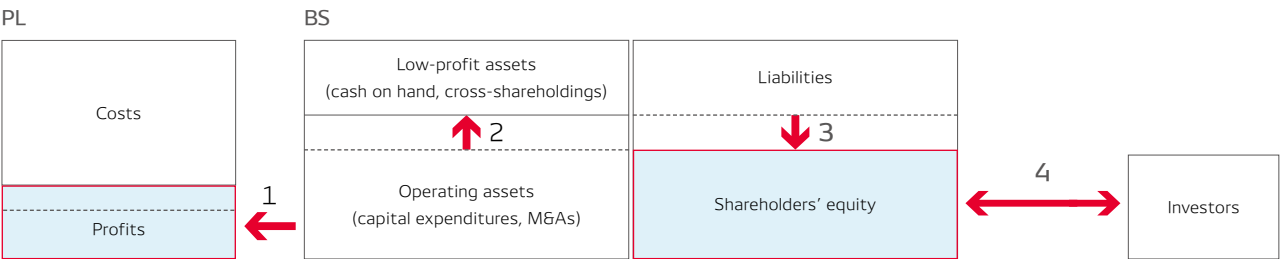 PL
BS
Low-profit assets
(cash on hand, cross-shareholdings)
Liabilities
Costs
2
3
1
Operating assets
(capital expenditures, M&As)
Shareholders’ equity
4
Investors
Profits